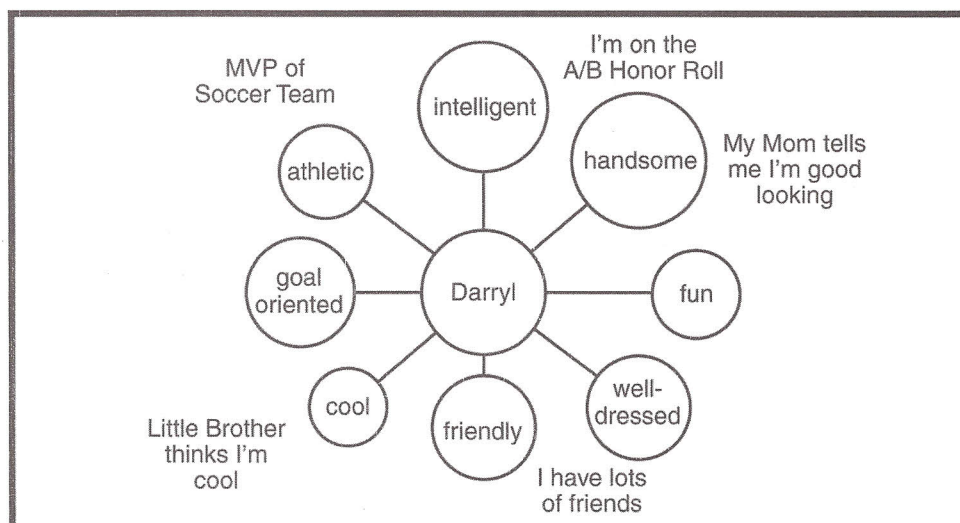 MVP of
Soccer Team
intelligent
I'm on the
A/B Honor Roll
athletic
handsome
My Mom tells
me I'm good
looking
goal
oriented
Darryl
fun
cool
Little Brother
thinks I'm
cool
friendly
I have lots
of friends
well-
dressed